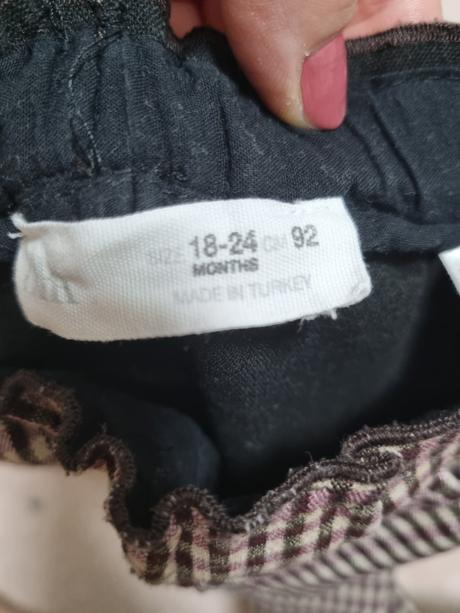 SIZE 18-24 CM 92
MONTHS
MADE IN TURKEY